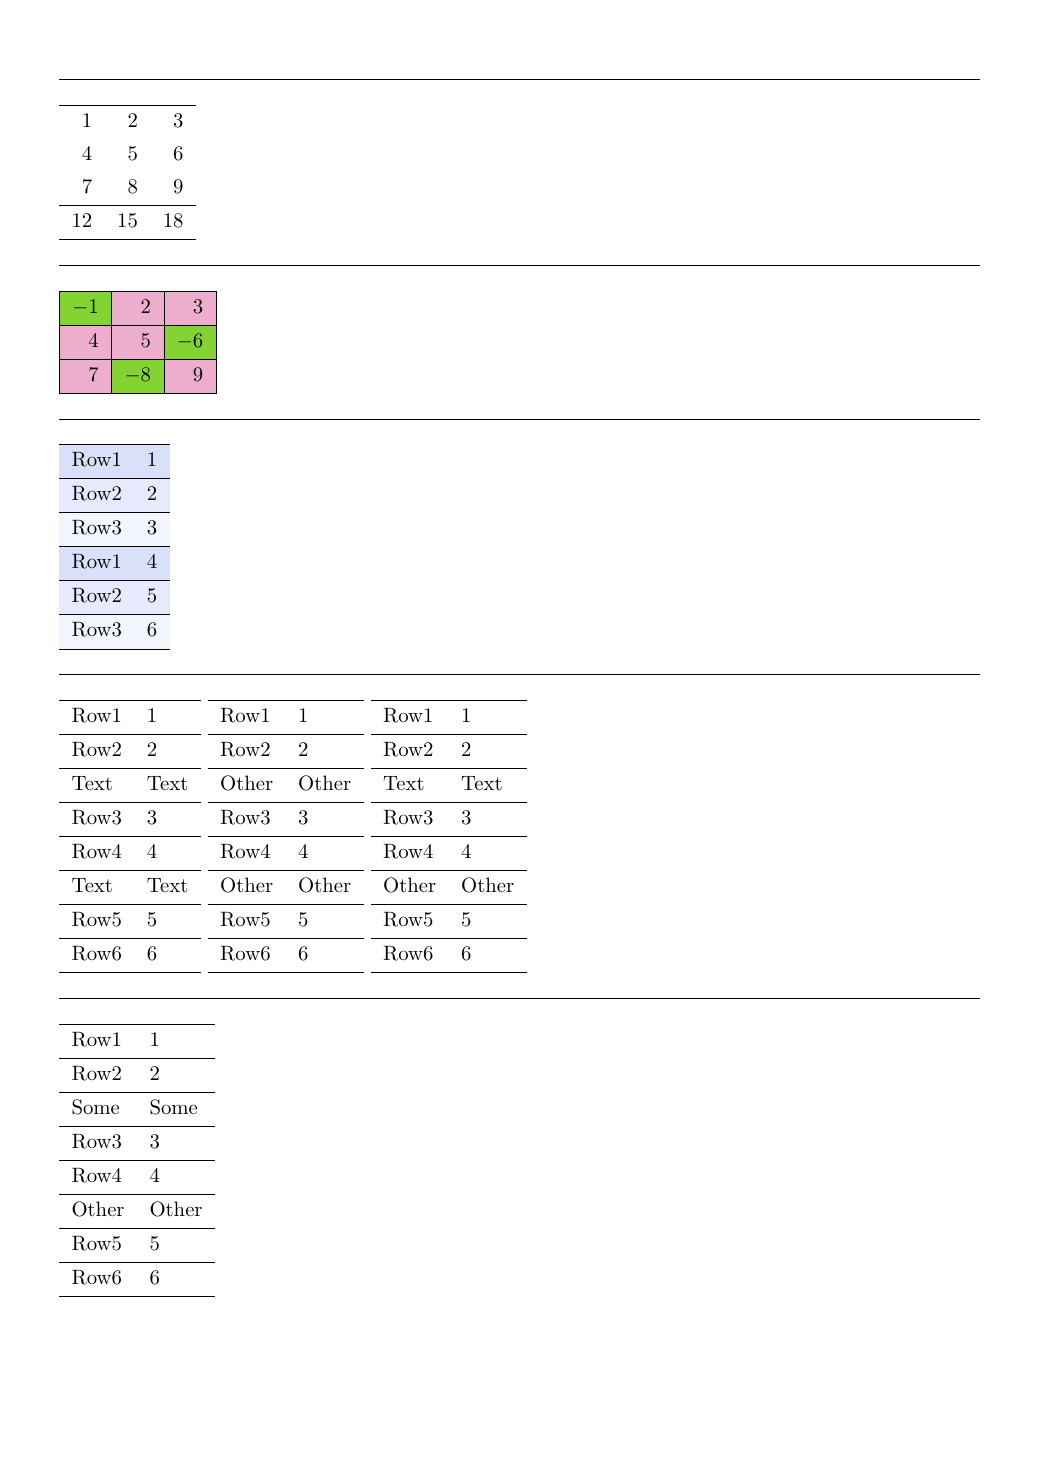 1 2 3
4 5 6
7 8 9
12 15 18
−1 2 3
4 5 −6
7 −8 9
Row1 1
Row2 2
Row3 3
Row1 4
Row2 5
Row3 6
Row1 1 Row1 1 Row1 1
Row2 2 Row2 2 Row2 2
Text Text Other Other Text Text
Row3 3 Row3 3 Row3 3
Row4 4 Row4 4 Row4 4
Text Text Other Other Other Other
Row5 5 Row5 5 Row5 5
Row6 6 Row6 6 Row6 6
Row1 1
Row2 2
Some Some
Row3 3
Row4 4
Other Other
Row5 5
Row6 6